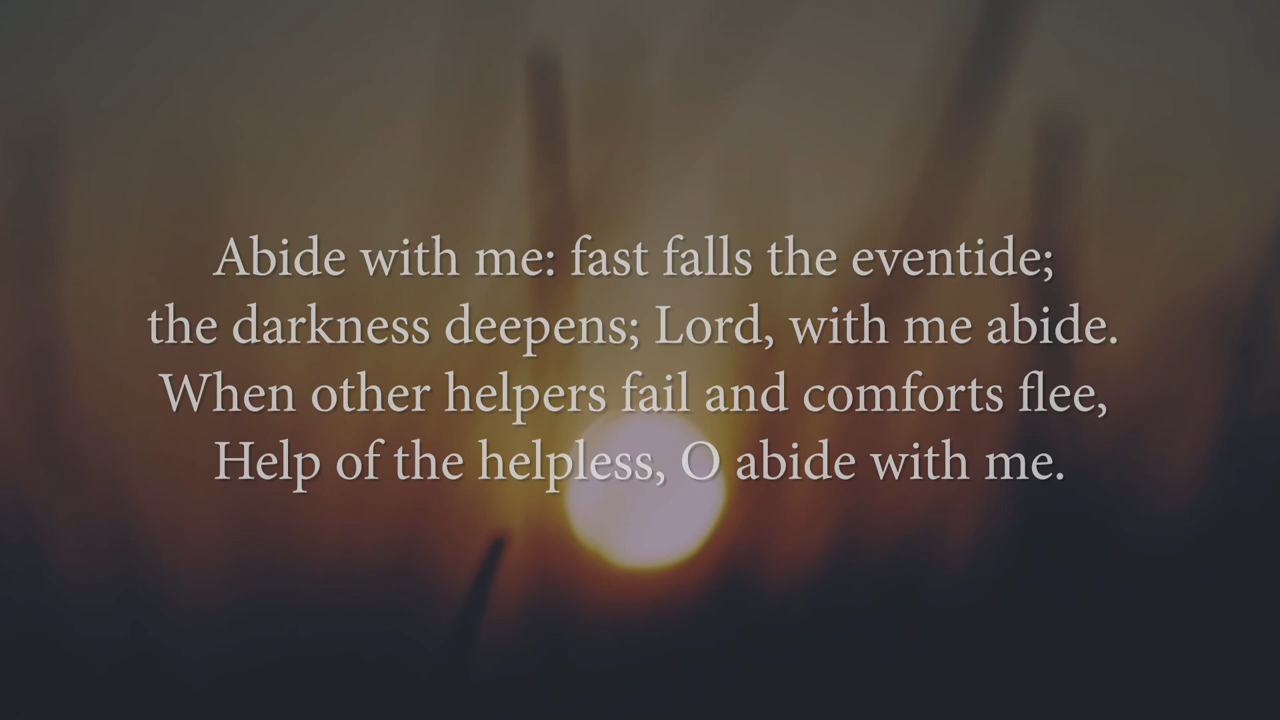 Abide with me: fast falls the eventide;
the darkness deepens; Lord, with me abide.
When other helpers fail and comforts flee,
Help of the helpless, O abide with me.